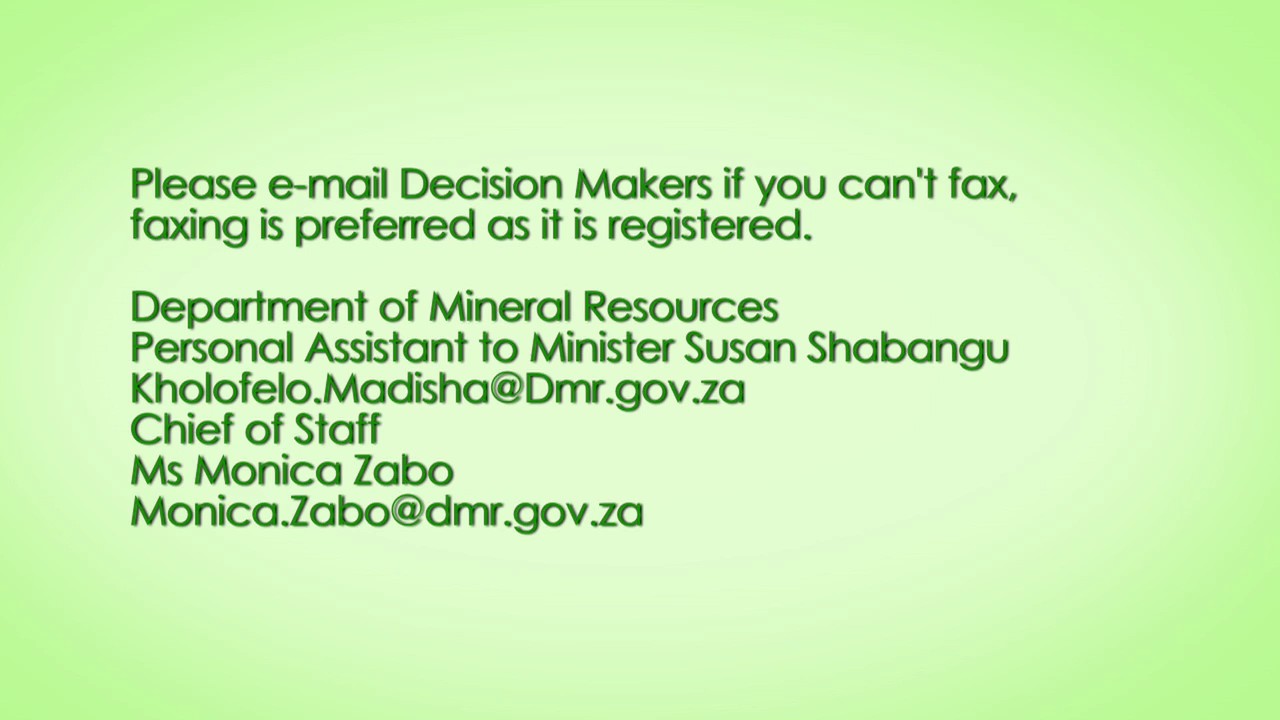 Please e-mail Decision Makers if you can't fax,
faxing is preferred as it is registered.
Department of Mineral Resources
Personal Assistant to Minister Susan Shabangu
Kholofelo.Madisha@Dmr.gov.za
Chief of Staff
Ms Monica Zabo
Monica.Zabo@dmr.gov.za